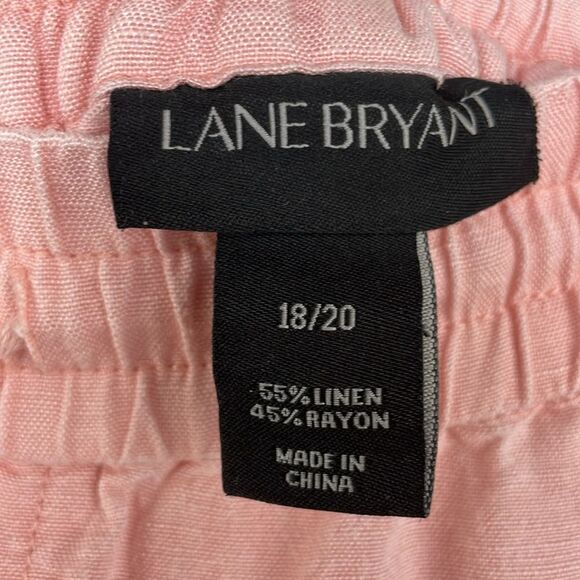 LANE BRYANT
18/20
55% LINEN
45% RAYON
MADE IN
CHINA